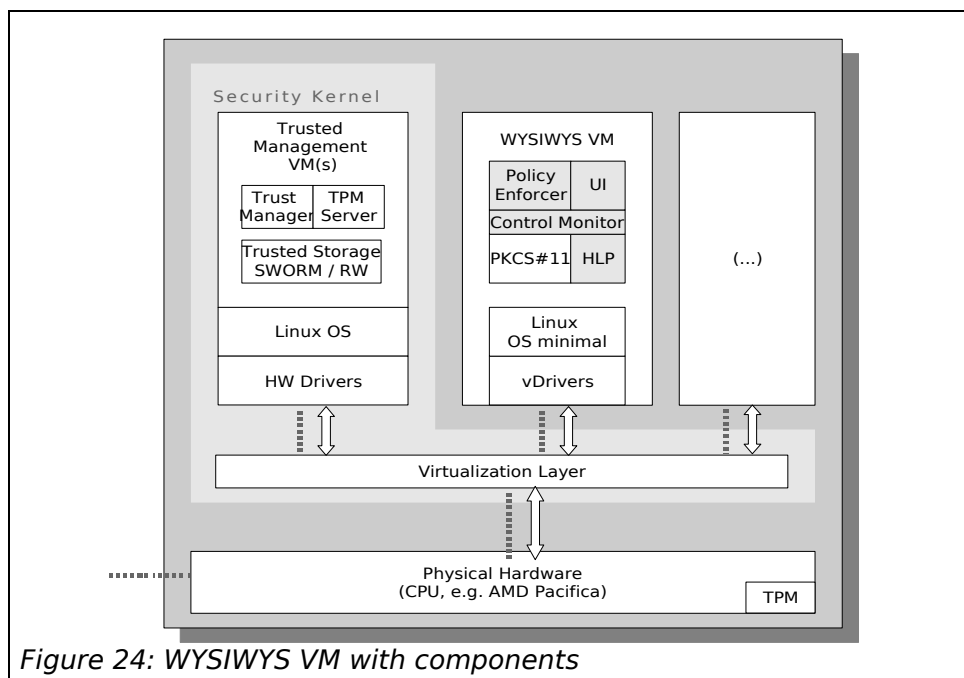 Security Kernel
Trusted
Management
VM(s)
Trust
Manager
TPM
Server
Trusted Storage
SWORM / RW
Linux OS
HW Drivers
WYSIWYS VM
Policy
Enforcer
UI
Control Monitor
PKCS#11
HLP
Linux
OS minimal
vDrivers
(...)
Virtualization Layer
Physical Hardware
(CPU, e.g. AMD Pacifica)
TPM
Figure 24: WYSIWYS VM with components